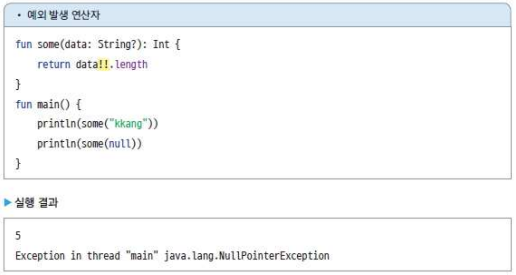 • 예외 발생 연산자
fun some(data: String?): Int {
    return data!!.length
}
fun main() {
    println(some("kkang"))
    println(some(null))
}
▶ 실행 결과
5
Exception in thread "main" java.lang.NullPointerException